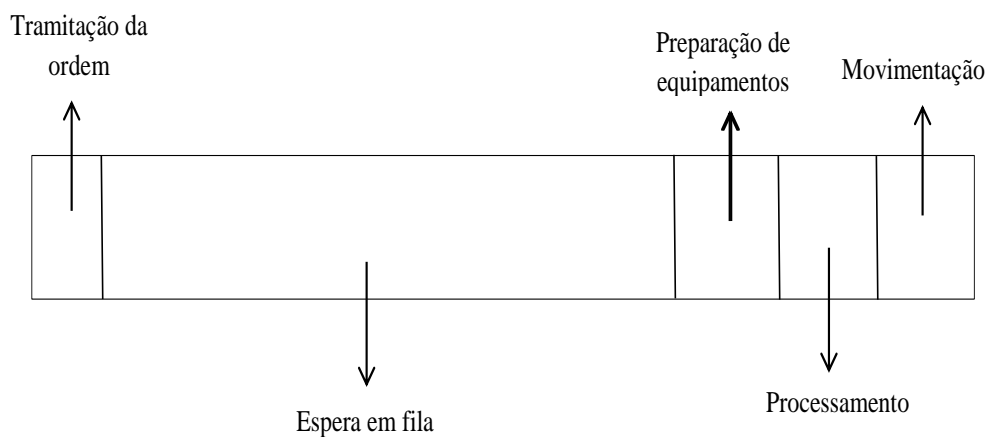 Tramitação da
ordem
Preparação de
equipamentos
Movimentação
Espera em fila
Processamento